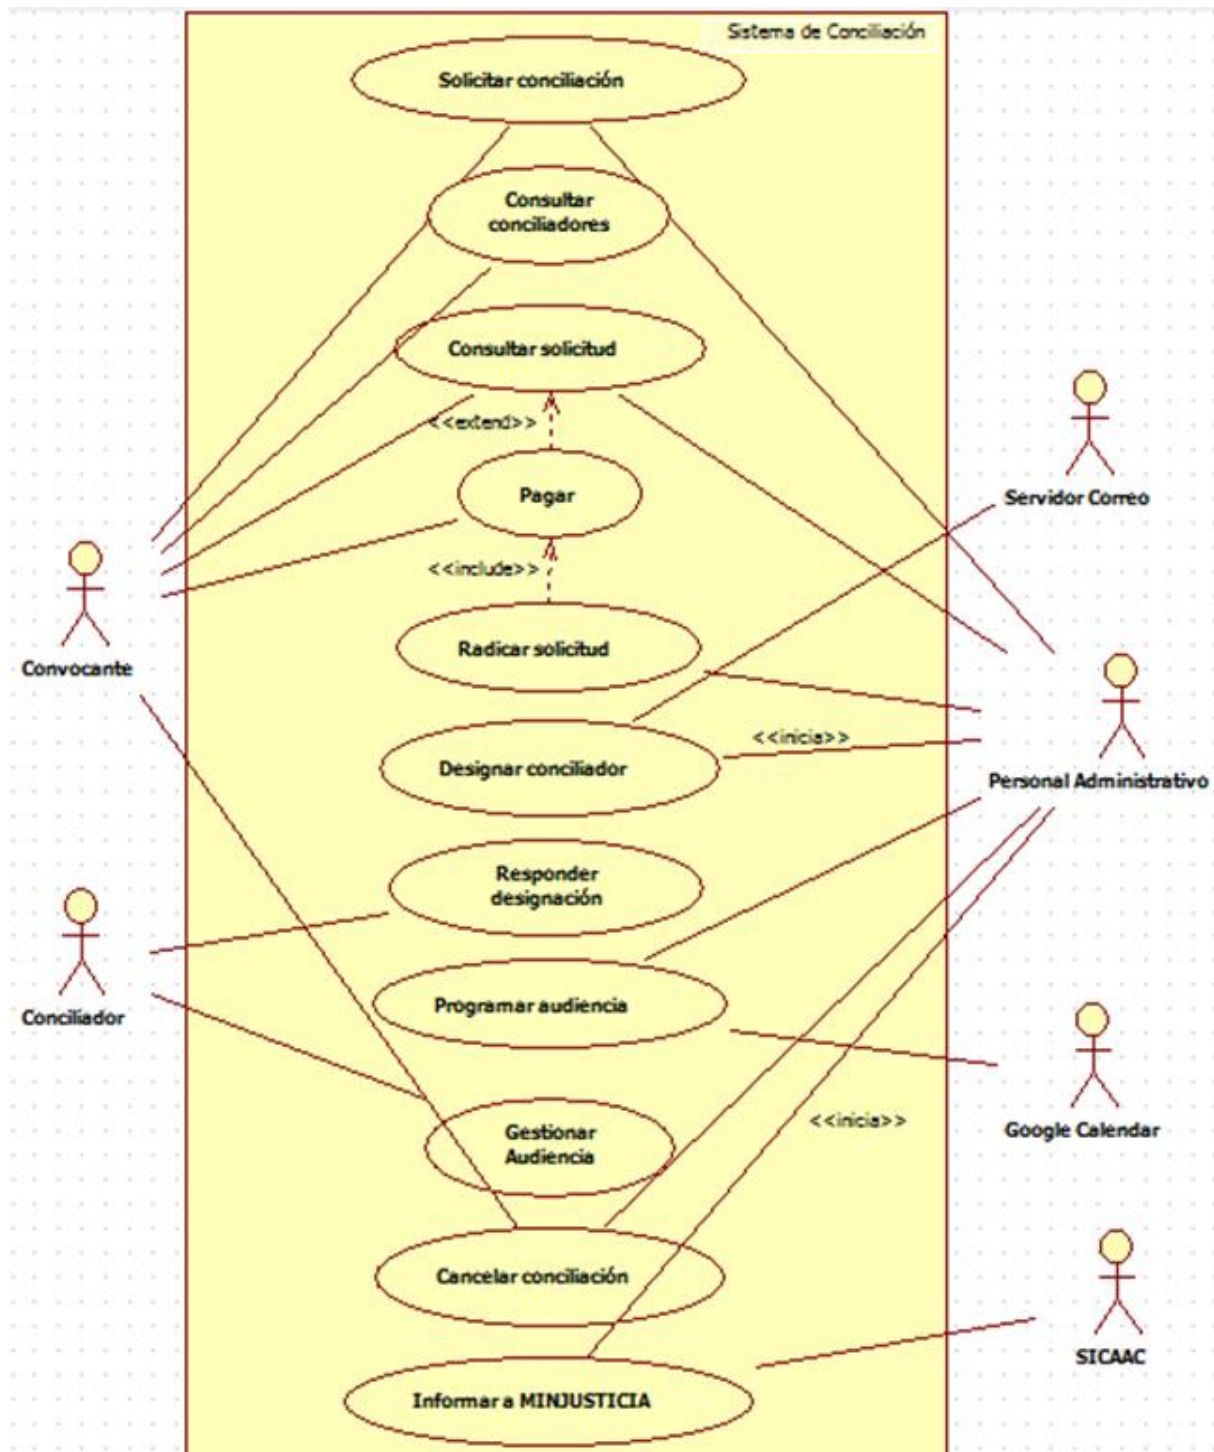 Sistema de Conciliación
Solicitar conciliación
Consultar
conciliadores
Consultar solicitud
<<extend>>
Pagar
Servidor Correo
<<include>>
Convocante
Radicar solicitud
<<inicia>>
Designar conciliador
Personal Administrativo
Responder
designación
Conciliador
Programar audiencia
<<inicia>>
Google Calendar
Gestionar
Audiencia
Cancelar conciliación
SICAAC
Informar a MINJUSTICIA